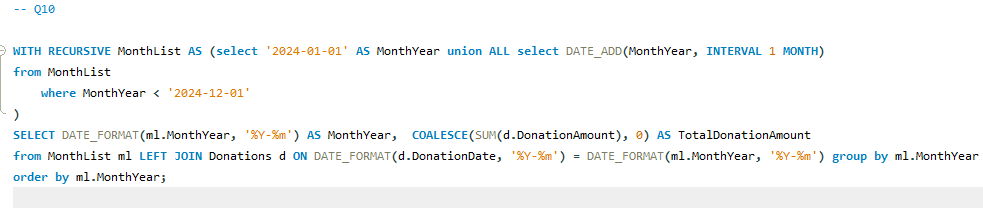 -- Q10
WITH RECURSIVE MonthList AS (select '2024-01-01' AS MonthYear union ALL select DATE_ADD(MonthYear, INTERVAL 1 MONTH)
from MonthList
    where MonthYear < '2024-12-01'
)
SELECT DATE_FORMAT(ml.MonthYear, '%Y-%m') AS MonthYear,  COALESCE(SUM(d.DonationAmount), 0) AS TotalDonationAmount
from MonthList ml LEFT JOIN Donations d ON DATE_FORMAT(d.DonationDate, '%Y-%m') = DATE_FORMAT(ml.MonthYear, '%Y-%m') group by ml.MonthYear
order by ml.MonthYear;